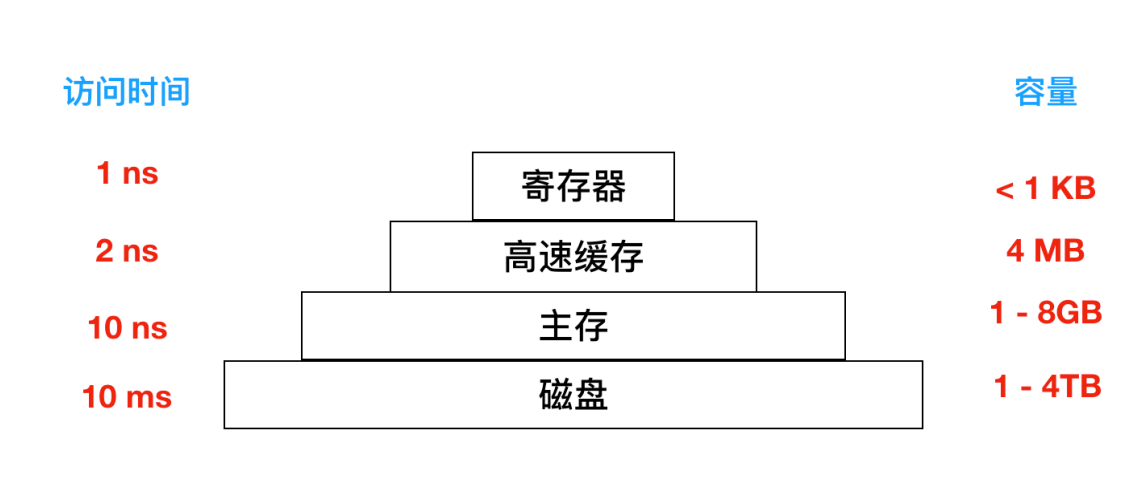 访问时间
容量
1 ns
寄存器
< 1 KB
2 ns
高速缓存
4 MB
10 ns
主存
1 - 8GB
10 ms
磁盘
1 - 4TB